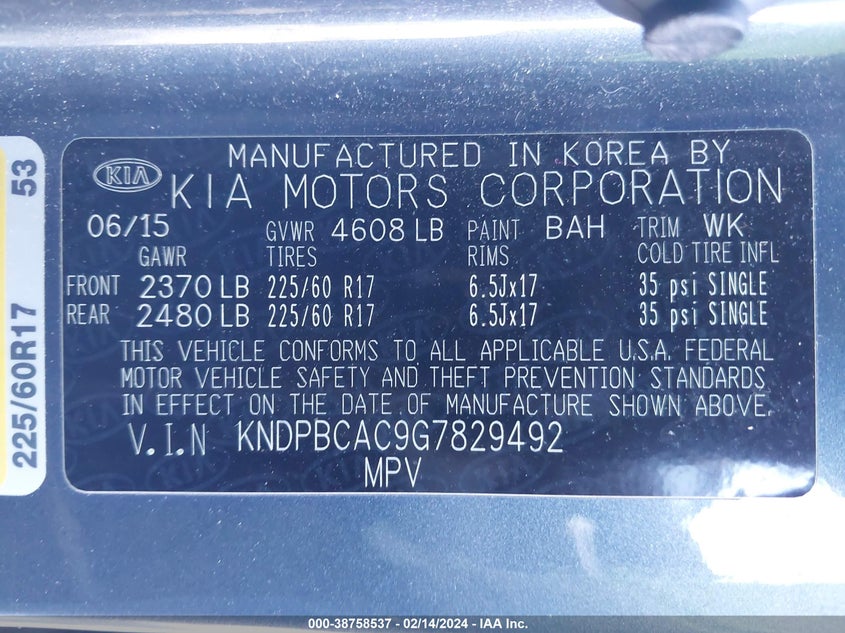 MANUFACTURED IN KOREA BY
KIA KIA MOTORS CORPORATION
06/15 GVWR 4608 LB PAINT BAH TRIM WK
GAWR TIRES RIMS COLD TIRE INFL
FRONT 2370 LB 225/60 R17 6.5Jx17 35 psi SINGLE
REAR 2480 LB 225/60 R17 6.5Jx17 35 psi SINGLE
THIS VEHICLE CONFORMS TO ALL APPLICABLE U.S.A. FEDERAL
MOTOR VEHICLE SAFETY AND THEFT PREVENTION STANDARDS
IN EFFECT ON THE DATE OF MANUFACTURE SHOWN ABOVE.
V.I.N KNDPBCAC9G7829492
MPV
225/60R17 53
000-38758537 - 02/14/2024 - IAA Inc.